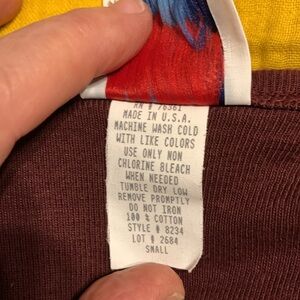 RN # 76361
MADE IN U.S.A.
MACHINE WASH COLD
WITH LIKE COLORS
USE ONLY NON
CHLORINE BLEACH
WHEN NEEDED
TUMBLE DRY LOW
REMOVE PROMPTLY
DO NOT IRON
100 % COTTON
STYLE # 8234
LOT # 2684
SMALL